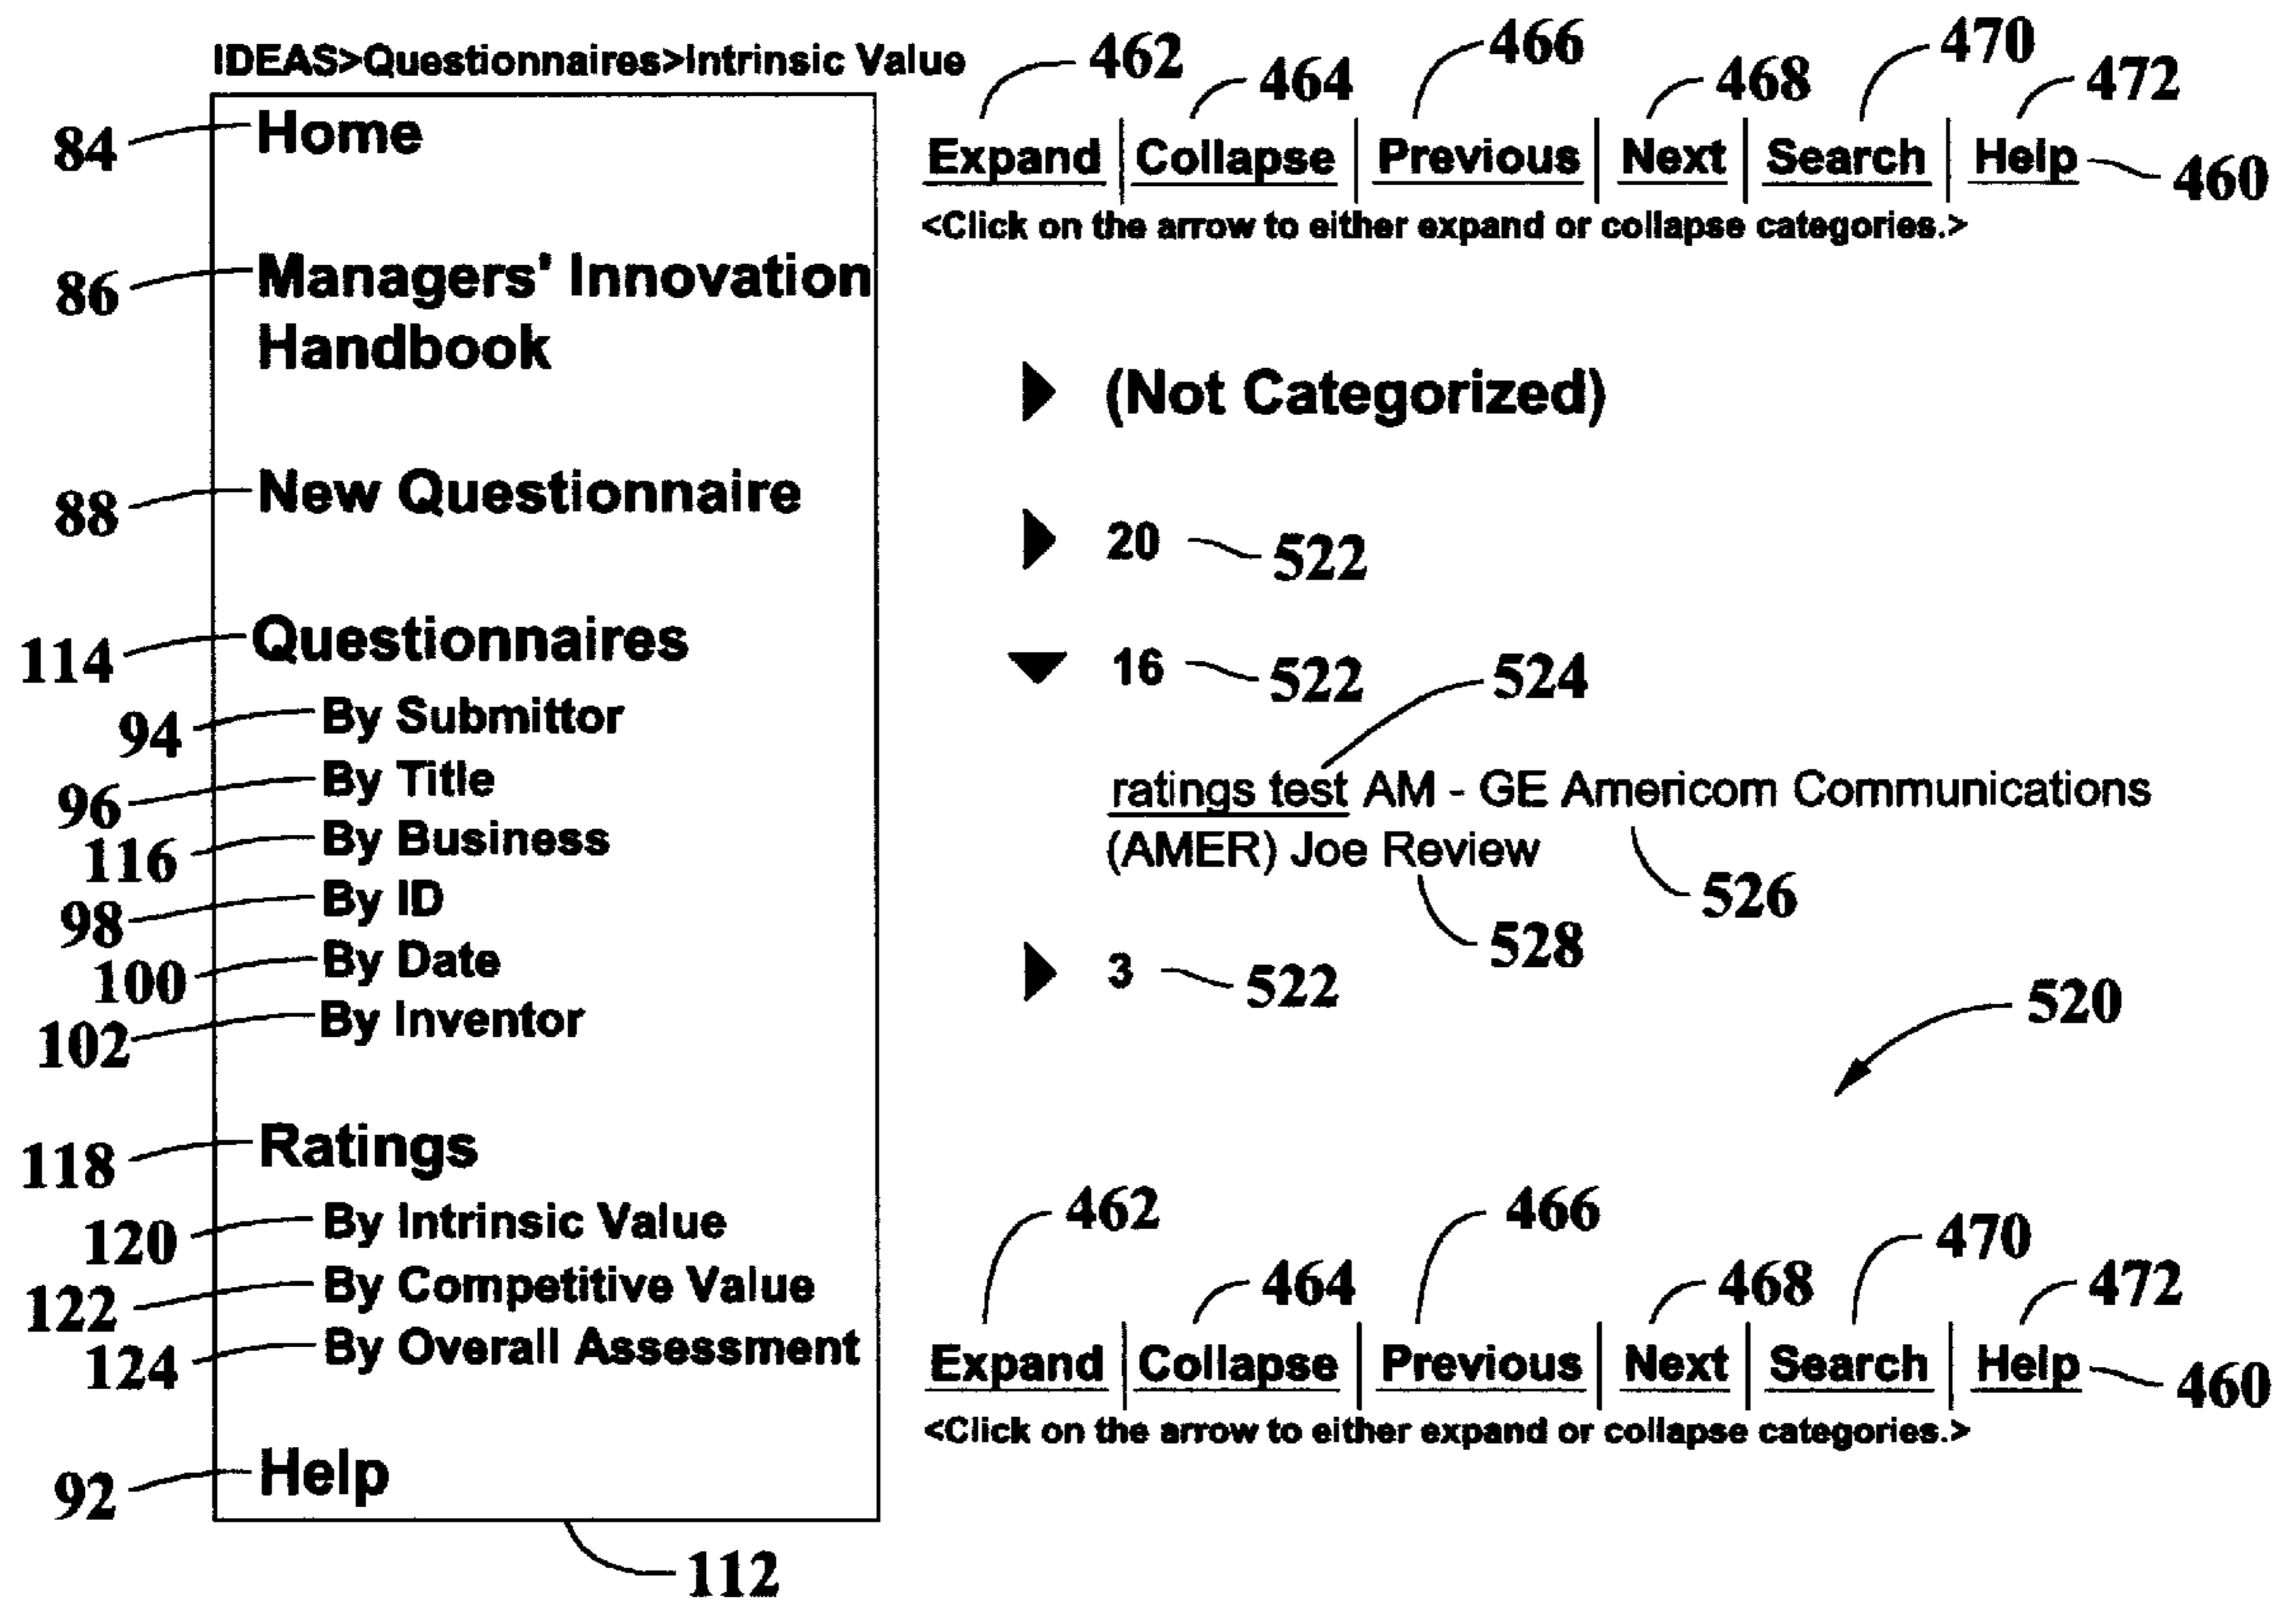 IDEAS>Questionnaires>Intrinsic Value
84 Home
86 Managers' Innovation
Handbook
88 New Questionnaire
114 Questionnaires
94 By Submittor
96 By Title
116 By Business
98 By ID
100 By Date
102 By Inventor
118 Ratings
120 By Intrinsic Value
122 By Competitive Value
124 By Overall Assessment
92 Help
112
462 464 466 468 470 472
Expand Collapse Previous Next Search Help 460
<Click on the arrow to either expand or collapse categories.>
(Not Categorized)
20 522
16 522
524
ratings test AM - GE Americom Communications
(AMER) Joe Review
526
528
3 522
520
462 464 466 468 470 472
Expand Collapse Previous Next Search Help 460
<Click on the arrow to either expand or collapse categories.>